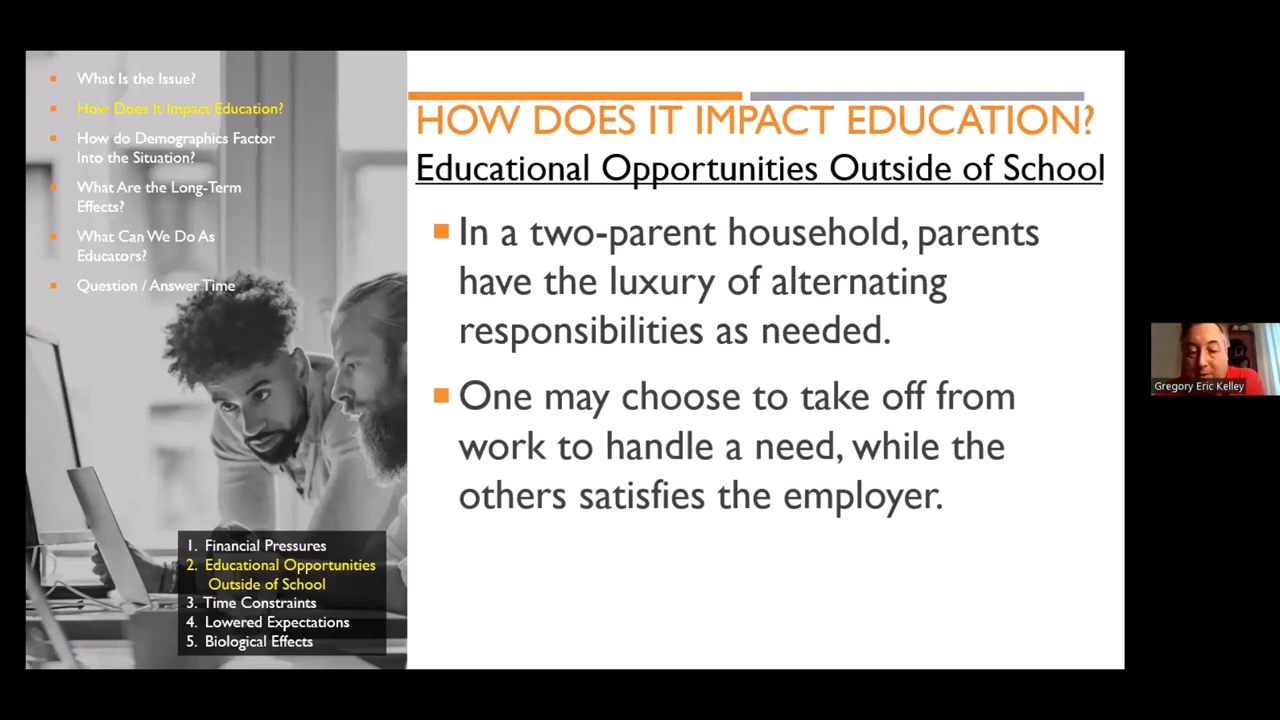 What Is the Issue?
How Does It Impact Education?
How do Demographics Factor
Into the Situation?
What Are the Long-Term
Effects?
What Can We Do As
Educators?
Question / Answer Time
1. Financial Pressures
2. Educational Opportunities
Outside of School
3. Time Constraints
4. Lowered Expectations
5. Biological Effects
HOW DOES IT IMPACT EDUCATION?
Educational Opportunities Outside of School
In a two-parent household, parents
have the luxury of alternating
responsibilities as needed.
One may choose to take off from
work to handle a need, while the
others satisfies the employer.
Gregory Eric Kelley